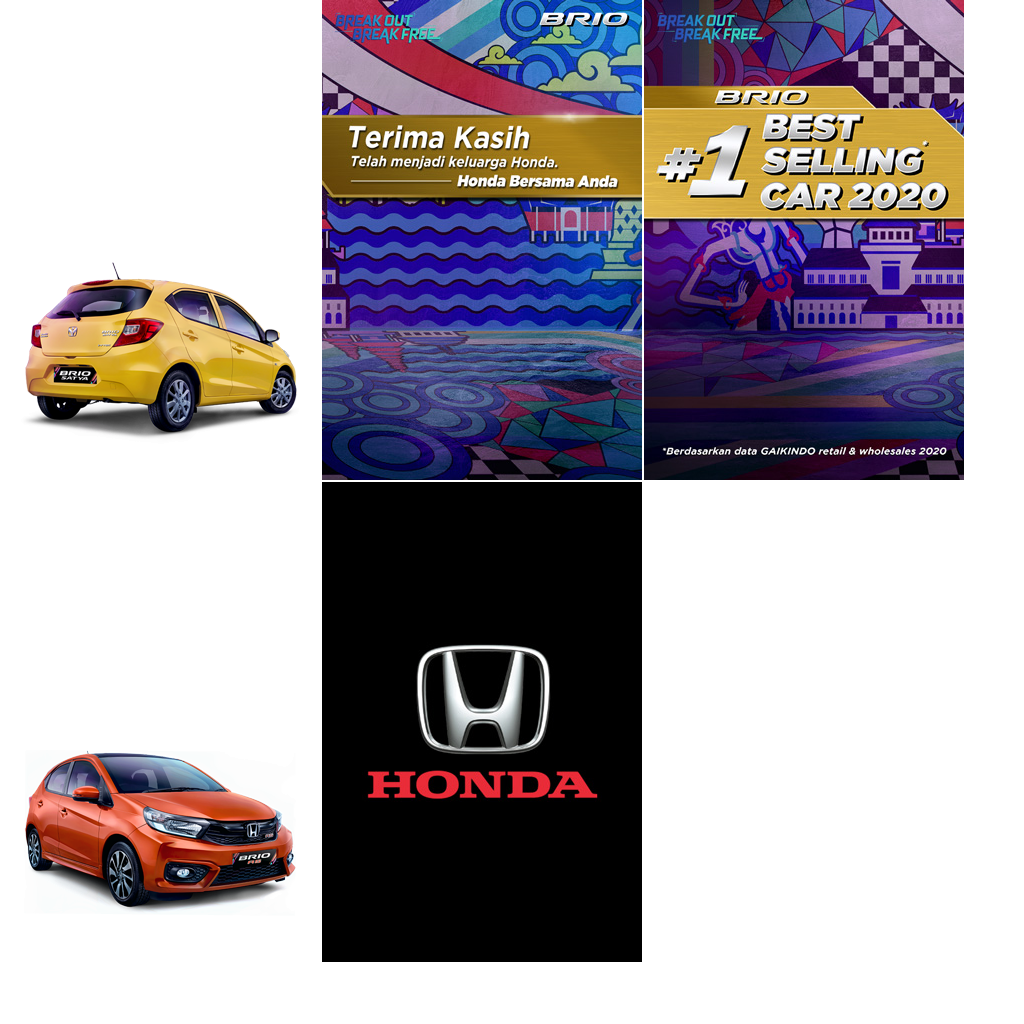 BREAK OUT
BREAK FREE
BRIO
Terima Kasih
Telah menjadi keluarga Honda.
Honda Bersama Anda
BREAK OUT
BREAK FREE
BRIO
#1 BEST
SELLING*
CAR 2020
*Berdasarkan data GAIKINDO retail & wholesales 2020
BRIO
SATYA
BRIO
RS
HONDA